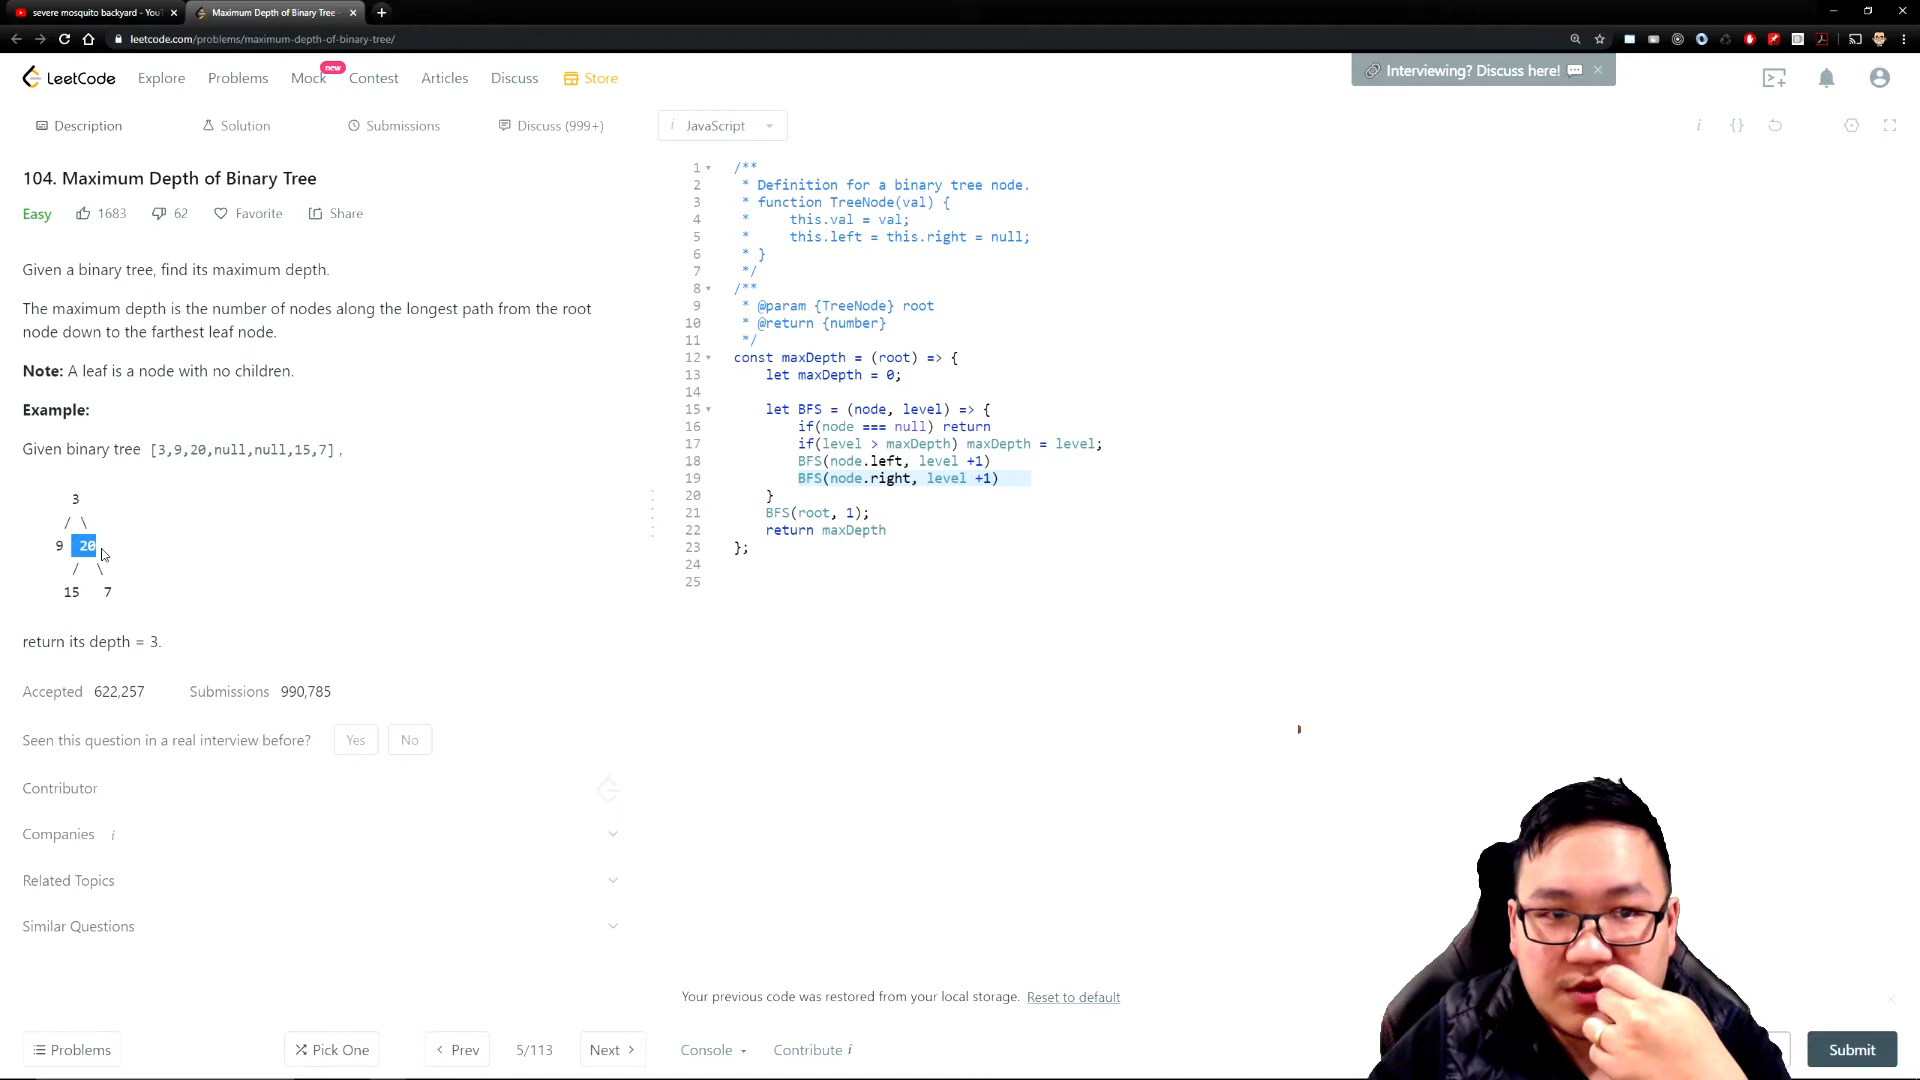 severe mosquito backyard - YouT
Maximum Depth of Binary Tree
leetcode.com/problems/maximum-depth-of-binary-tree/
LeetCode
Explore
Problems
Mock
new
Contest
Articles
Discuss
Store
Interviewing? Discuss here!
Description
Solution
Submissions
Discuss (999+)
i JavaScript
104. Maximum Depth of Binary Tree
Easy 1683 62 Favorite Share
Given a binary tree, find its maximum depth.
The maximum depth is the number of nodes along the longest path from the root
node down to the farthest leaf node.
Note: A leaf is a node with no children.
Example:
Given binary tree [3,9,20,null,null,15,7],
3
/ \
9 20
/ \
15 7
return its depth = 3.
Accepted 622,257 Submissions 990,785
Seen this question in a real interview before? Yes No
Contributor
Companies i
Related Topics
Similar Questions
Problems
Pick One
Prev
5/113
Next
1 /**
2 * Definition for a binary tree node.
3 * function TreeNode(val) {
4 * this.val = val;
5 * this.left = this.right = null;
6 * }
7 */
8 /**
9 * @param {TreeNode} root
10 * @return {number}
11 */
12 const maxDepth = (root) => {
13 let maxDepth = 0;
14
15 let BFS = (node, level) => {
16 if(node === null) return
17 if(level > maxDepth) maxDepth = level;
18 BFS(node.left, level +1)
19 BFS(node.right, level +1)
20 }
21 BFS(root, 1);
22 return maxDepth
23 };
24
25
Your previous code was restored from your local storage. Reset to default
Console
Contribute i
Submit